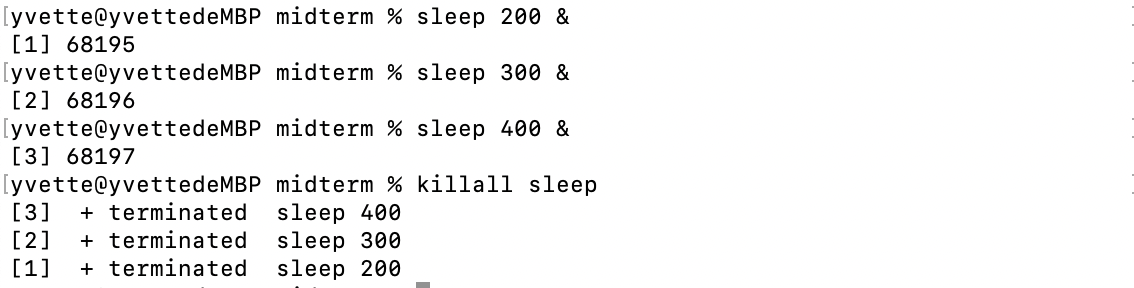 [yvette@yvettedeMBP midterm % sleep 200 &
[1] 68195
[yvette@yvettedeMBP midterm % sleep 300 &
[2] 68196
[yvette@yvettedeMBP midterm % sleep 400 &
[3] 68197
[yvette@yvettedeMBP midterm % killall sleep
[3]  + terminated  sleep 400
[2]  + terminated  sleep 300
[1]  + terminated  sleep 200